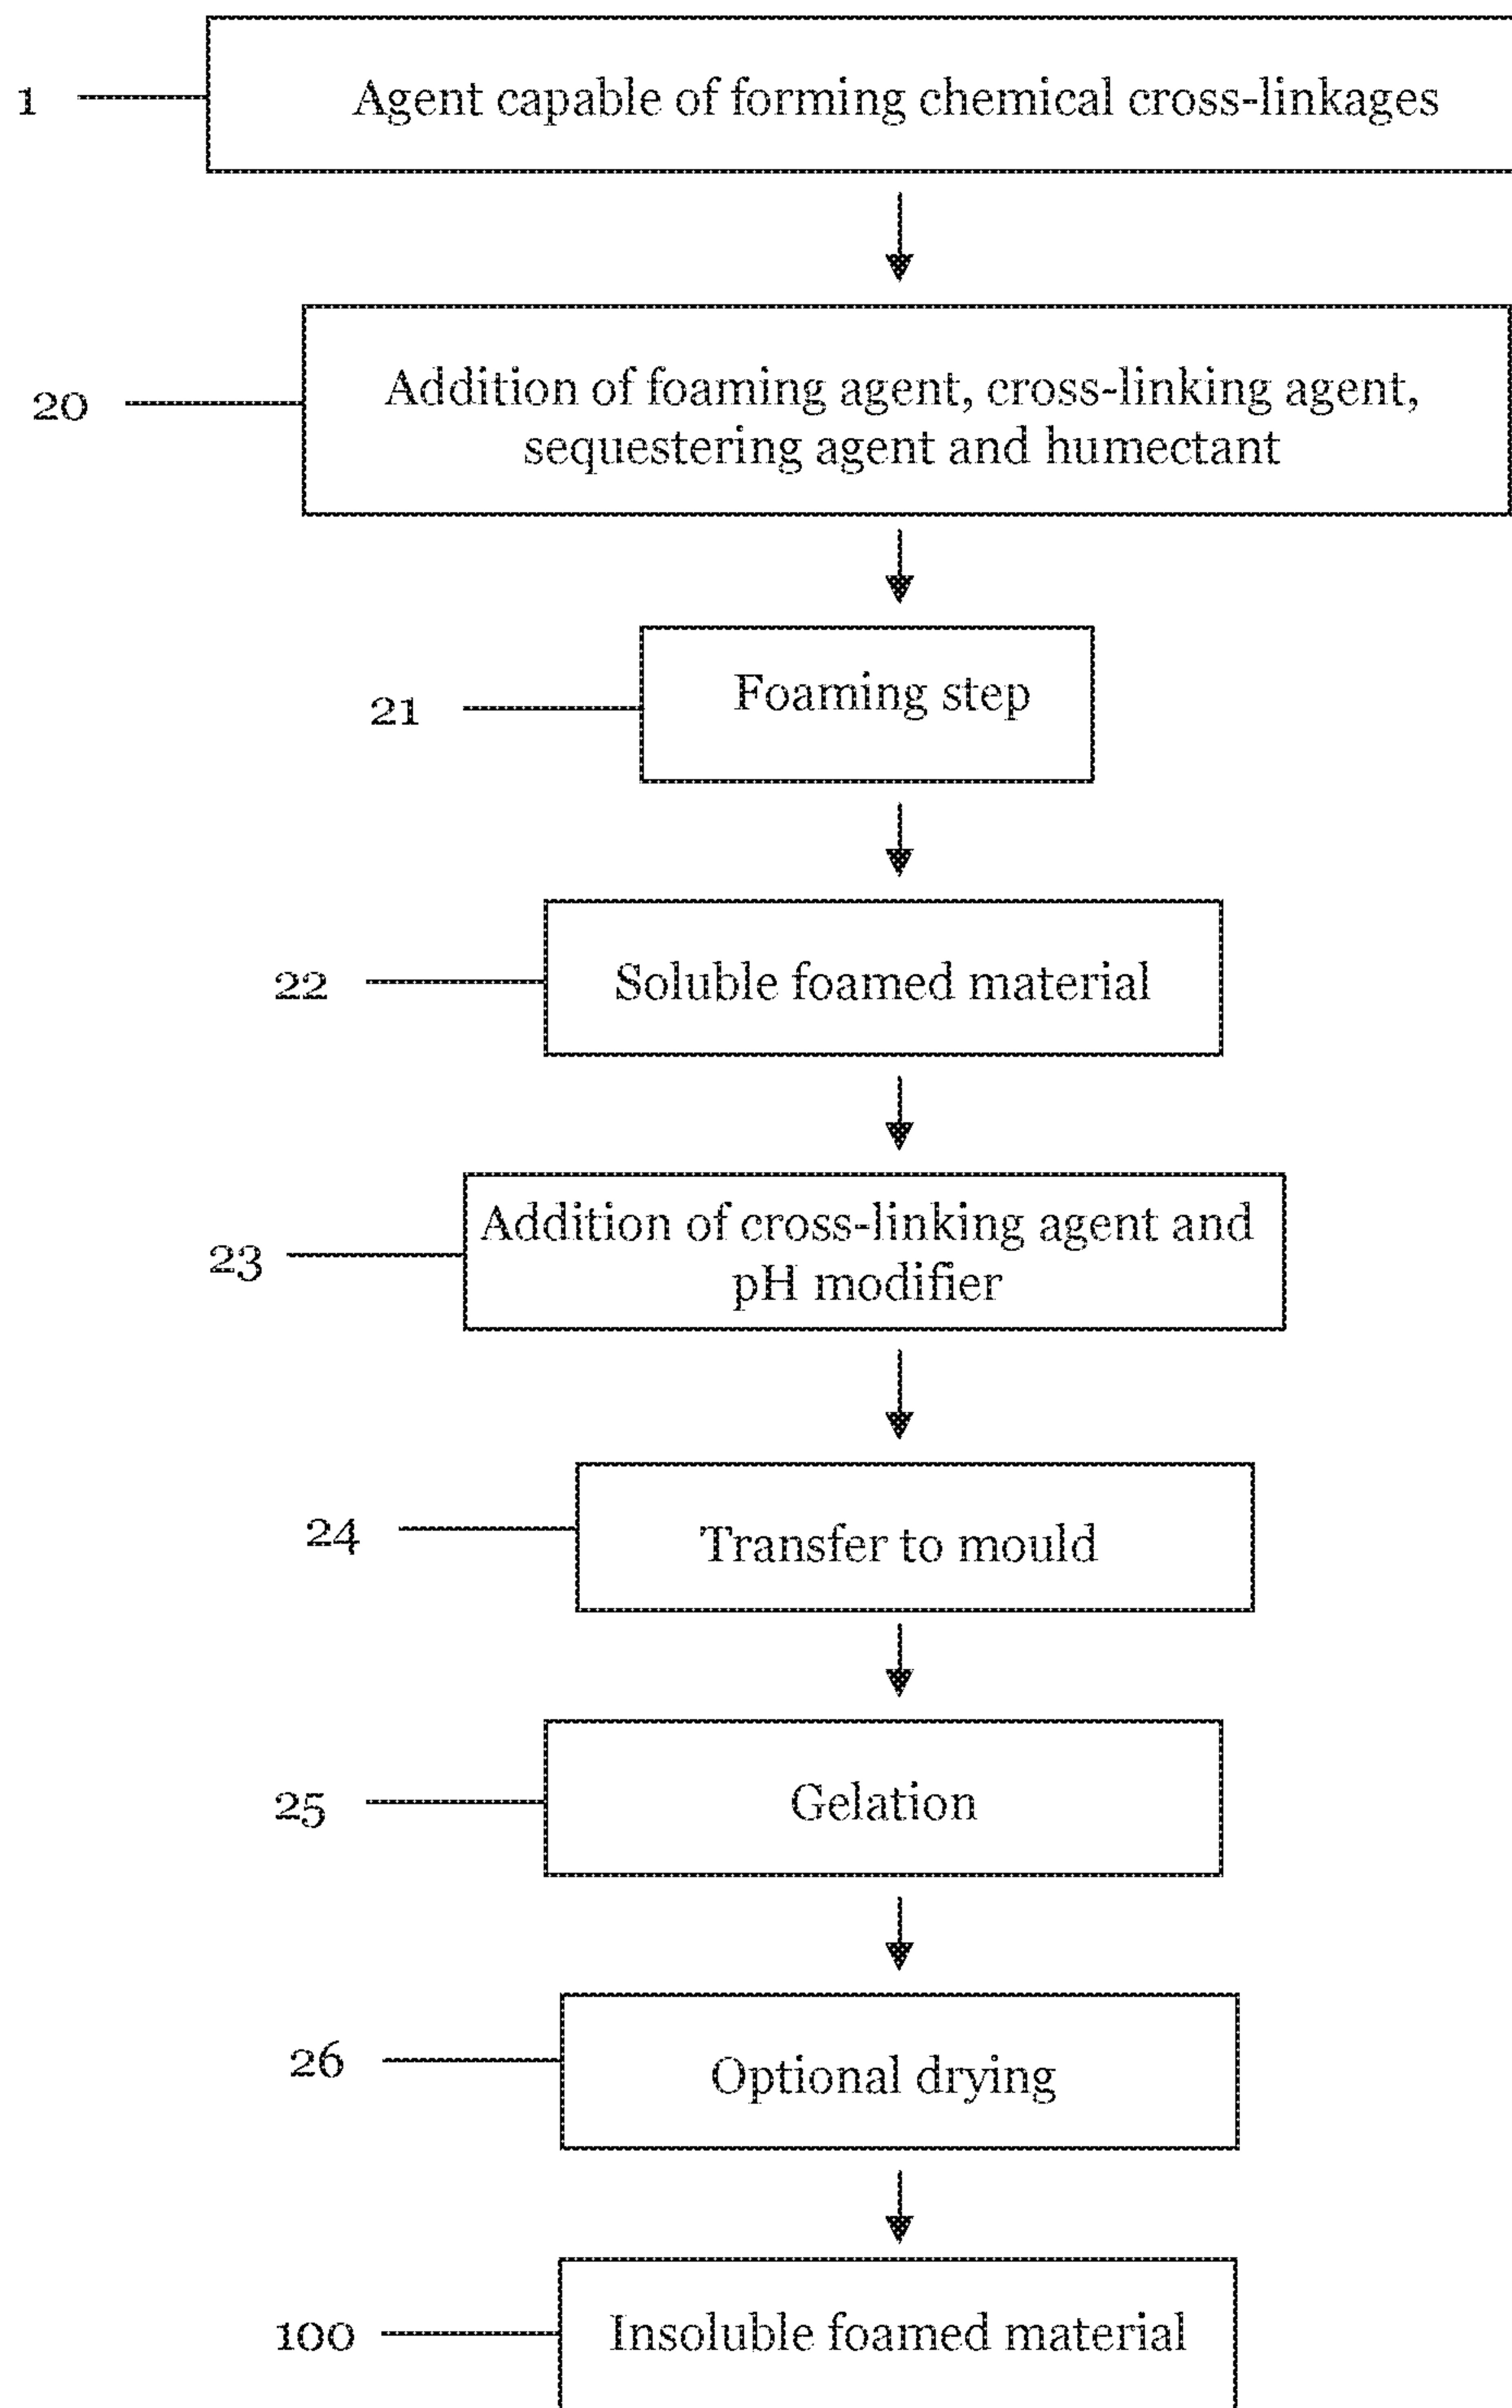 1
Agent capable of forming chemical cross-linkages
20
Addition of foaming agent, cross-linking agent,
sequestering agent and humectant
21
Foaming step
22
Soluble foamed material
23
Addition of cross-linking agent and
pH modifier
24
Transfer to mould
25
Gelation
26
Optional drying
100
Insoluble foamed material